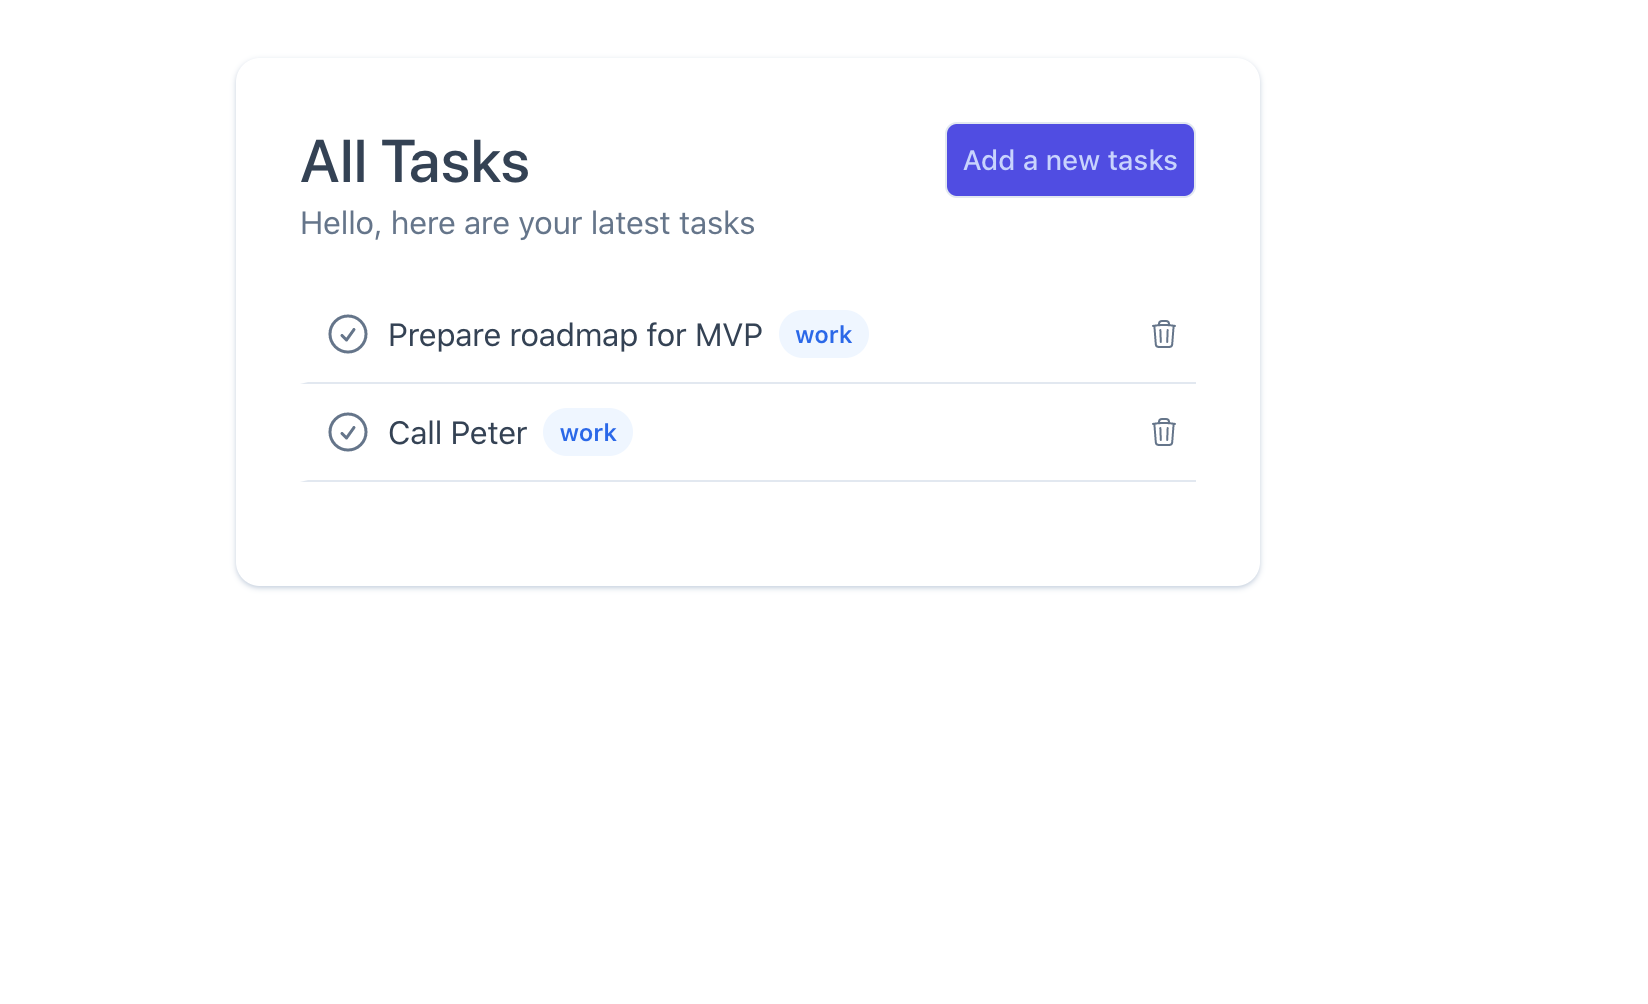 All Tasks
Add a new tasks
Hello, here are your latest tasks
Prepare roadmap for MVP work
Call Peter work